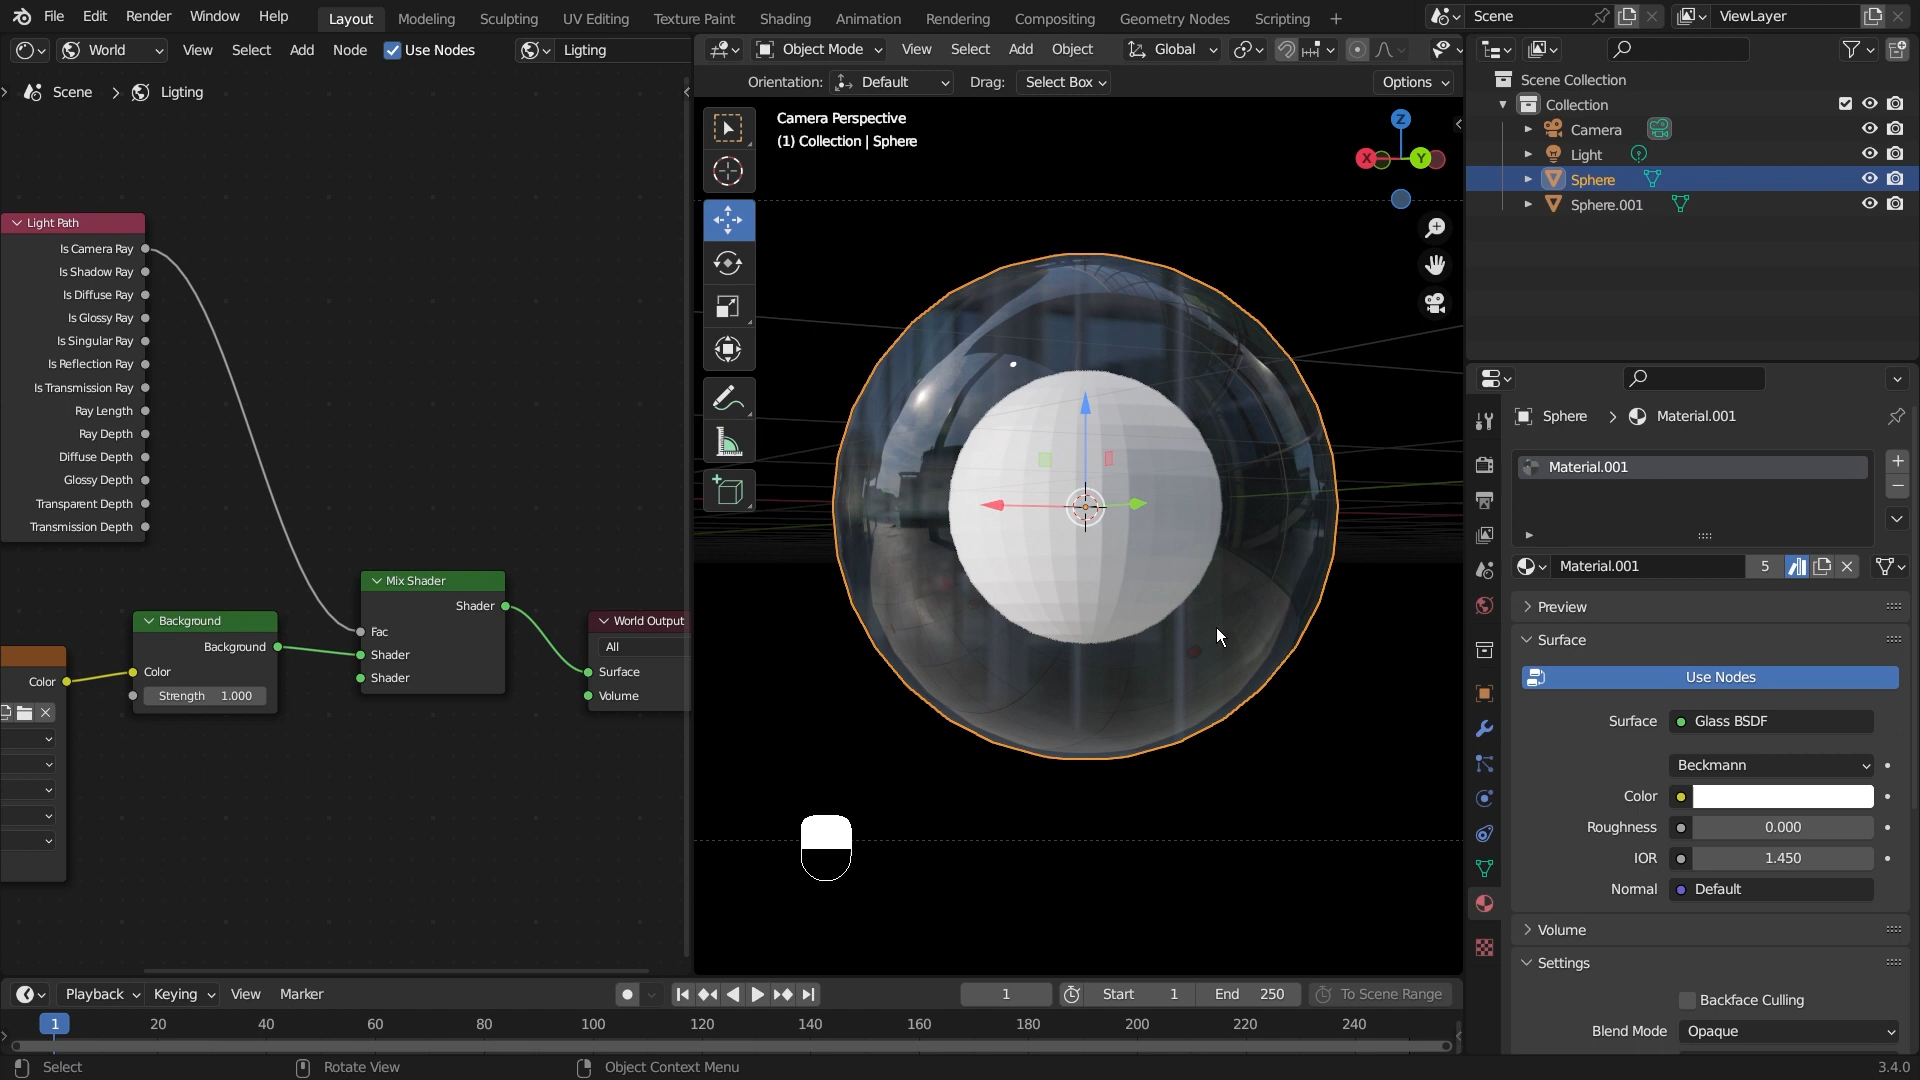 File Edit Render Window Help Layout Modeling Sculpting UV Editing Texture Paint Shading Animation Rendering Compositing Geometry Nodes Scripting + Scene ViewLayer
World View Select Add Node Use Nodes Ligting
Object Mode View Select Add Object Global
Orientation: Default Drag: Select Box Options
Scene > Ligting
Light Path
Is Camera Ray
Is Shadow Ray
Is Diffuse Ray
Is Glossy Ray
Is Singular Ray
Is Reflection Ray
Is Transmission Ray
Ray Length
Ray Depth
Diffuse Depth
Glossy Depth
Transparent Depth
Transmission Depth
Color
Background
Background
Color
Strength 1.000
Mix Shader
Shader
Fac
Shader
Shader
World Output
All
Surface
Volume
Camera Perspective
(1) Collection | Sphere
Z
X
Y
Scene Collection
Collection
Camera
Light
Sphere
Sphere.001
Sphere > Material.001
Material.001
Material.001 5
Preview
Surface
Use Nodes
Surface Glass BSDF
Beckmann
Color
Roughness 0.000
IOR 1.450
Normal Default
Volume
Settings
Backface Culling
Blend Mode Opaque
Playback Keying View Marker 1 Start 1 End 250 To Scene Range
1 20 40 60 80 100 120 140 160 180 200 220 240
Select Rotate View Object Context Menu 3.4.0